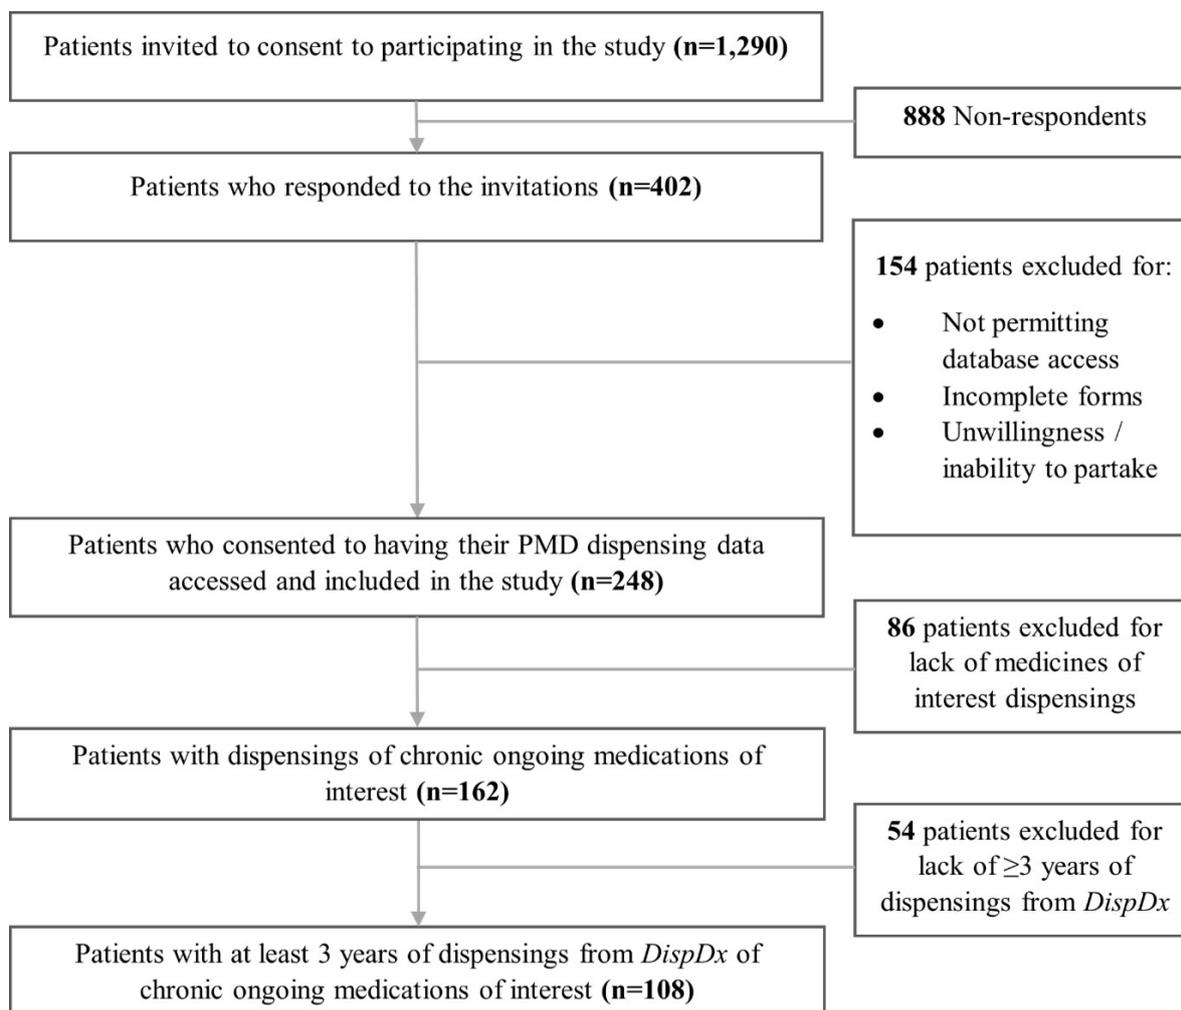 Patients invited to consent to participating in the study (n=1,290)
888 Non-respondents
Patients who responded to the invitations (n=402)
154 patients excluded for:
• Not permitting
database access
• Incomplete forms
• Unwillingness /
inability to partake
Patients who consented to having their PMD dispensing data
accessed and included in the study (n=248)
86 patients excluded for
lack of medicines of
interest dispensings
Patients with dispensings of chronic ongoing medications of
interest (n=162)
54 patients excluded for
lack of ≥3 years of
dispensings from DispDx
Patients with at least 3 years of dispensings from DispDx of
chronic ongoing medications of interest (n=108)